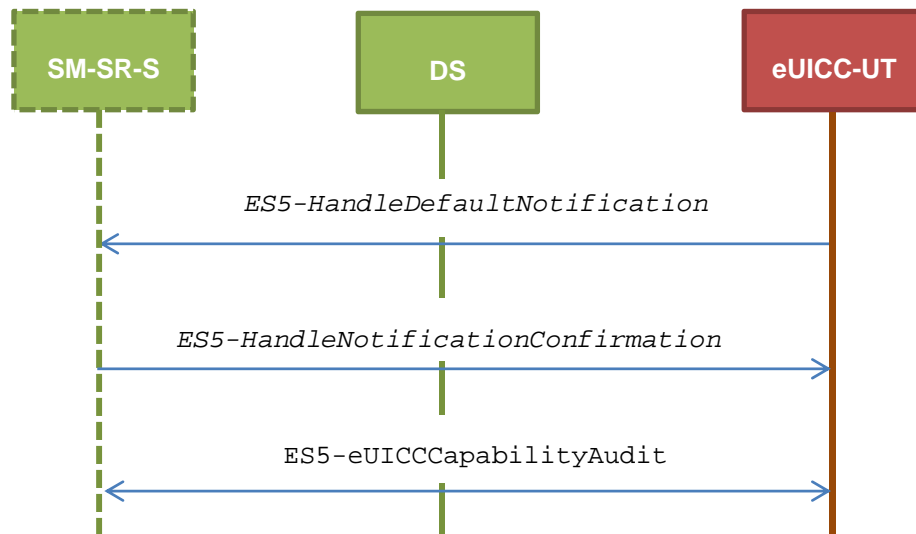 SM-SR-S
DS
eUICC-UT
ES5-HandleDefaultNotification
ES5-HandleNotificationConfirmation
ES5-eUICCCapabilityAudit